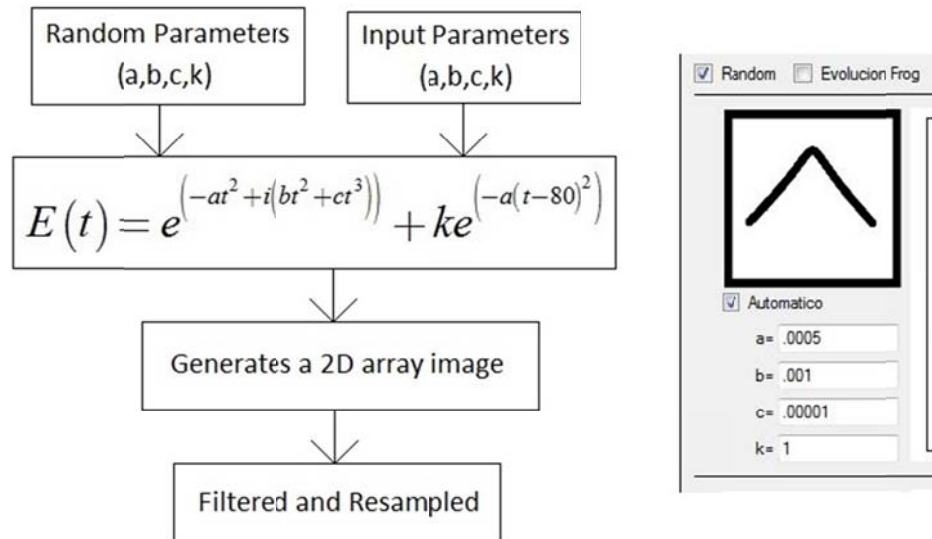 Random Parameters
(a,b,c,k)
Input Parameters
(a,b,c,k)
E(t) = e^(-at^2+i(bt^2+ct^3)) + ke^(-a(t-80)^2)
Generates a 2D array image
Filtered and Resampled
Random Evolucion Frog
Automatico
a= .0005
b= .001
c= .00001
k= 1